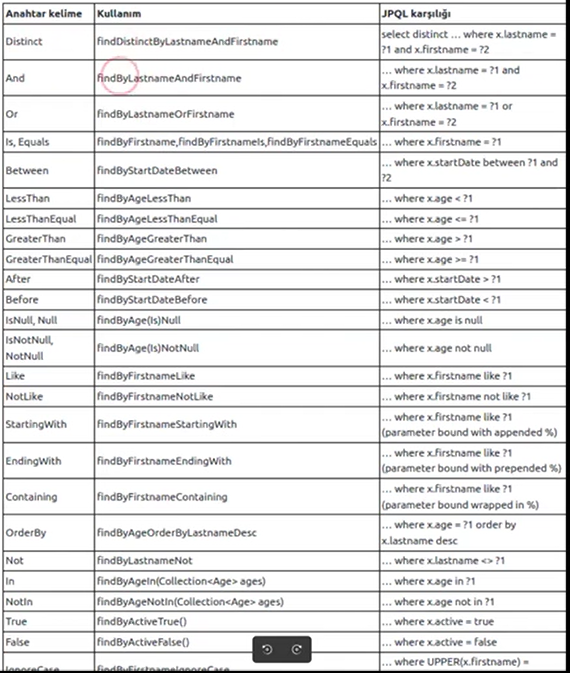 Anahtar kelime Kullanım JPQL karşılığı
Distinct findDistinctByLastnameAndFirstname select distinct … where x.lastname =
?1 and x.firstname = ?2
And findByLastnameAndFirstname … where x.lastname = ?1 and
x.firstname = ?2
Or findByLastnameOrFirstname … where x.lastname = ?1 or
x.firstname = ?2
Is, Equals findByFirstname,findByFirstnameIs,findByFirstnameEquals … where x.firstname = ?1
Between findByStartDateBetween … where x.startDate between ?1 and
?2
LessThan findByAgeLessThan … where x.age < ?1
LessThanEqual findByAgeLessThanEqual … where x.age <= ?1
GreaterThan findByAgeGreaterThan … where x.age > ?1
GreaterThanEqual findByAgeGreaterThanEqual … where x.age >= ?1
After findByStartDateAfter … where x.startDate > ?1
Before findByStartDateBefore … where x.startDate < ?1
IsNull, Null findByAge(Is)Null … where x.age is null
IsNotNull,
NotNull findByAge(Is)NotNull … where x.age not null
Like findByFirstnameLike … where x.firstname like ?1
NotLike findByFirstnameNotLike … where x.firstname not like ?1
StartingWith findByFirstnameStartingWith … where x.firstname like ?1
(parameter bound with appended %)
EndingWith findByFirstnameEndingWith … where x.firstname like ?1
(parameter bound with prepended %)
Containing findByFirstnameContaining … where x.firstname like ?1
(parameter bound wrapped in %)
OrderBy findByAgeOrderByLastnameDesc … where x.age = ?1 order by
x.lastname desc
Not findByLastnameNot … where x.lastname <> ?1
In findByAgeIn(Collection<Age> ages) … where x.age in ?1
NotIn findByAgeNotIn(Collection<Age> ages) … where x.age not in ?1
True findByActiveTrue() … where x.active = true
False findByActiveFalse() … where x.active = false
IgnoreCase findByFirstnameIgnoreCase … where UPPER(x.firstname) =